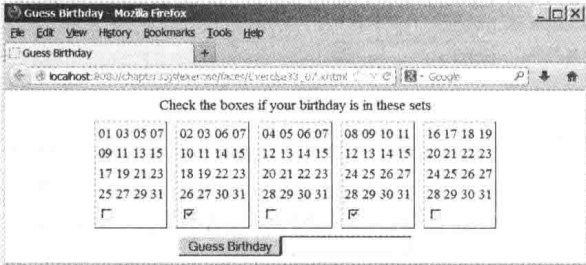 Guess Birthday - Mozilla Firefox
File Edit View History Bookmarks Tools Help
Guess Birthday +
localhost:8080/chapter33jsfexercise/faces/Exercise33_07.xhtml Google
Check the boxes if your birthday is in these sets
01 03 05 07 02 03 06 07 04 05 06 07 08 09 10 11 16 17 18 19
09 11 13 15 10 11 14 15 12 13 14 15 12 13 14 15 20 21 22 23
17 19 21 23 18 19 22 23 20 21 22 23 24 25 26 27 24 25 26 27
25 27 29 31 26 27 30 31 28 29 30 31 28 29 30 31 28 29 30 31
Guess Birthday